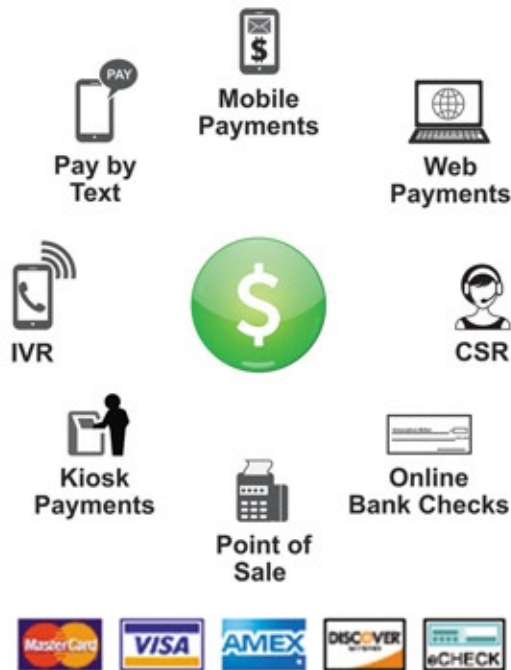 $
Mobile
Payments
PAY
Pay by
Text
Web
Payments
$
IVR
CSR
Kiosk
Payments
Online
Bank Checks
Point of
Sale
MasterCard
VISA
AMEX
DISCOVER
eCHECK